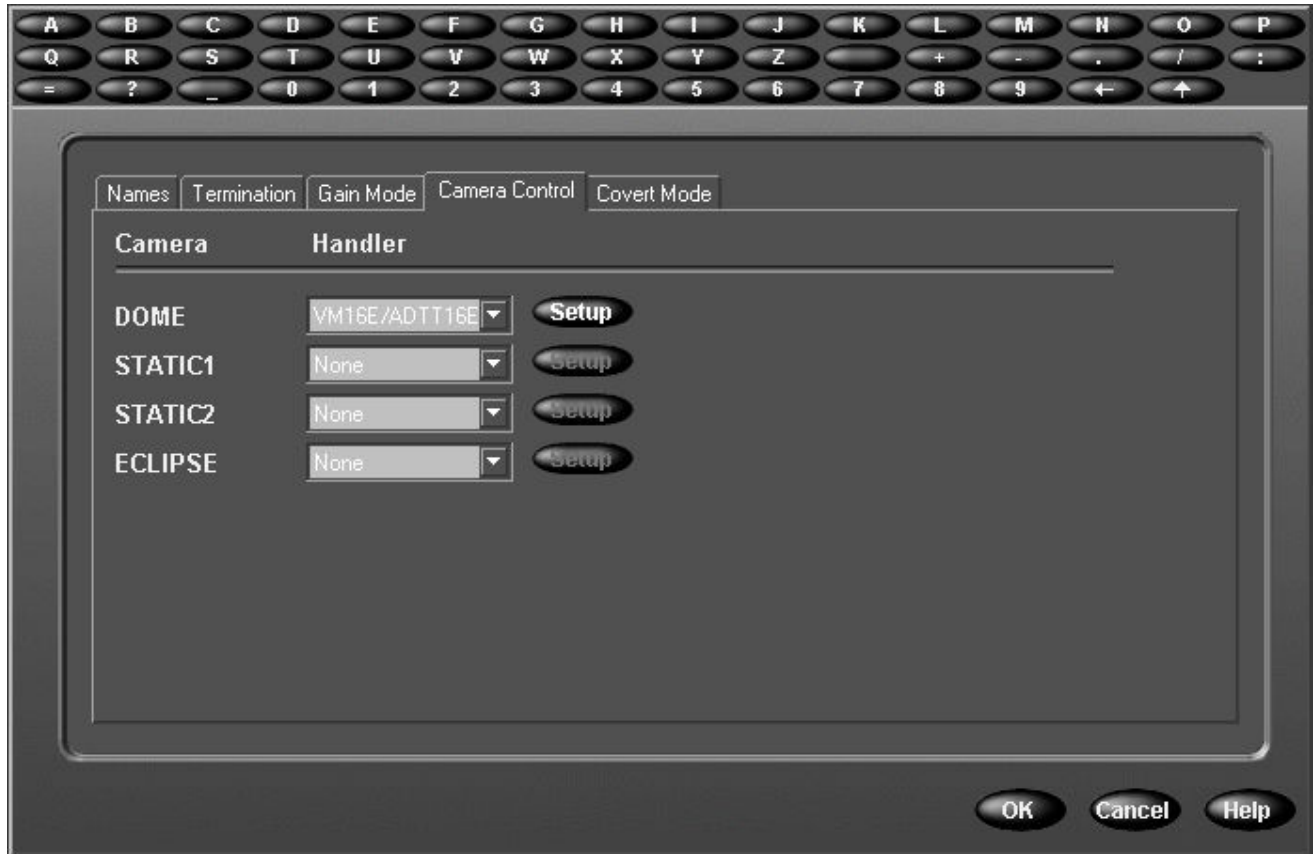 A B C D E F G H I J K L M N O P
Q R S T U V W X Y Z + - . / :
= ? _ 0 1 2 3 4 5 6 7 8 9 ← ↑
Names Termination Gain Mode Camera Control Covert Mode
Camera Handler
DOME VM16E/ADTT16E Setup
STATIC1 None Setup
STATIC2 None Setup
ECLIPSE None Setup
OK Cancel Help